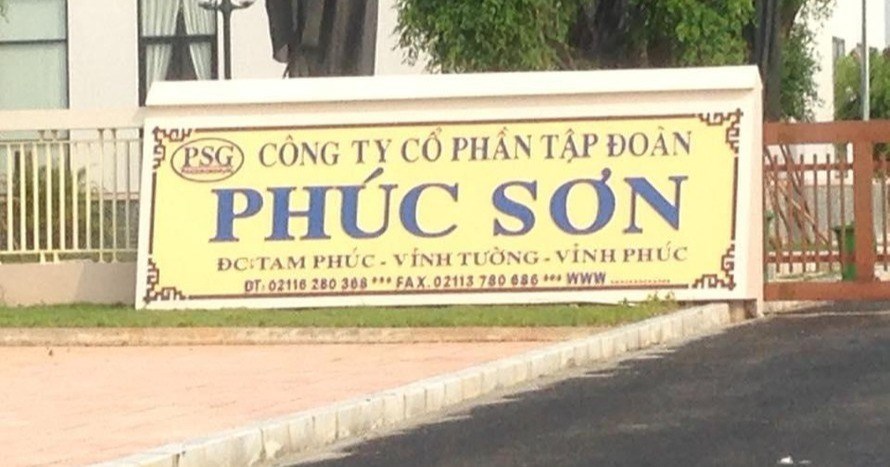 PSG CÔNG TY CỔ PHẦN TẬP ĐOÀN
PHÚC SƠN
ĐC: TAM PHÚC - VĨNH TƯỜNG - VĨNH PHÚC
ĐT: 02116 280 368 *** FAX. 02113 780 686 *** WWW ..............